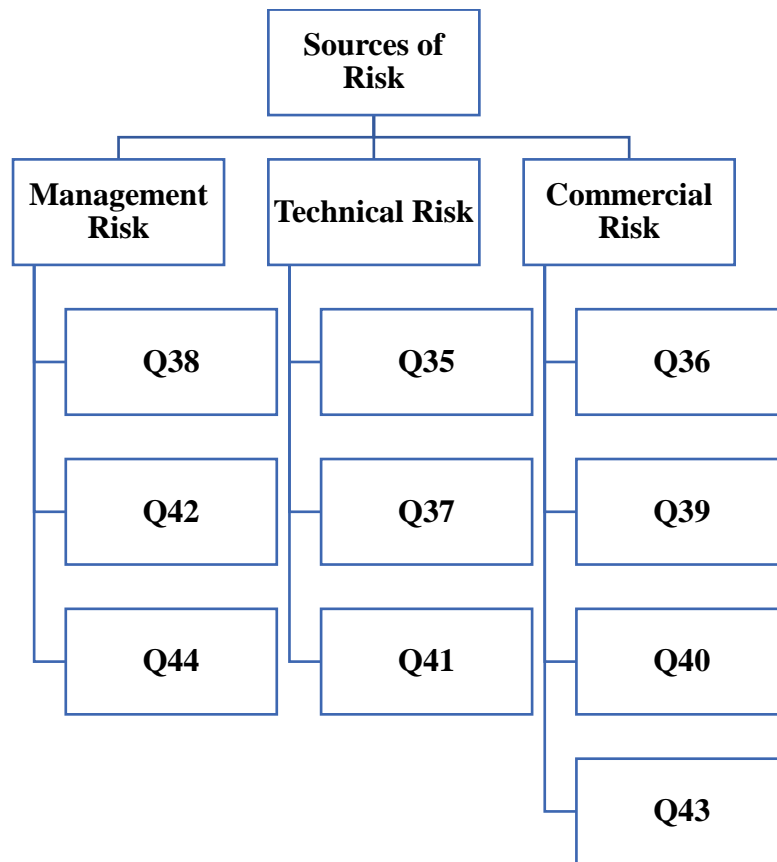 Sources of
Risk
Management
Risk
Technical Risk
Commercial
Risk
Q38
Q35
Q36
Q42
Q37
Q39
Q44
Q41
Q40
Q43